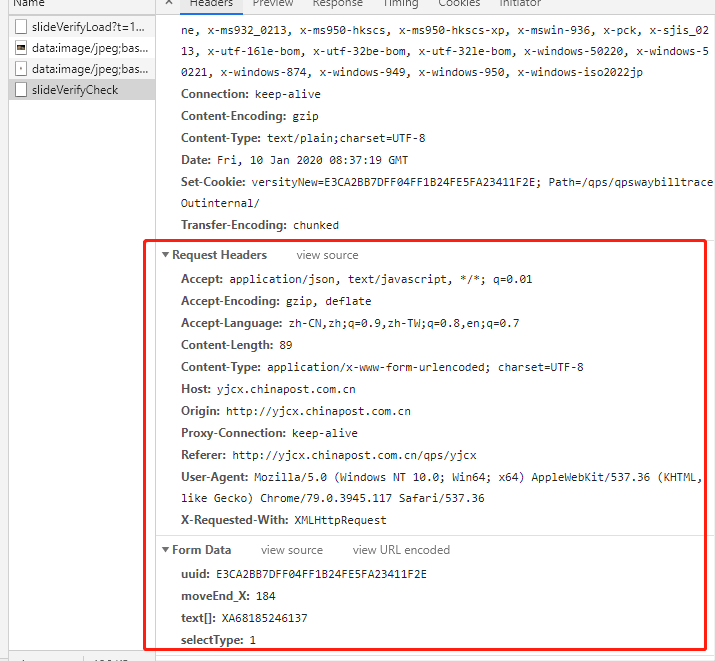 Name
× Headers Preview Response Timing Cookies Initiator
slideVerifyLoad?t=1...
data:image/jpeg;bas...
data:image/jpeg;bas...
slideVerifyCheck
ne, x-ms932_0213, x-ms950-hkscs, x-ms950-hkscs-xp, x-mswin-936, x-pck, x-sjis_02
13, x-utf-16le-bom, x-utf-32be-bom, x-utf-32le-bom, x-windows-50220, x-windows-5
0221, x-windows-874, x-windows-949, x-windows-950, x-windows-iso2022jp
Connection: keep-alive
Content-Encoding: gzip
Content-Type: text/plain;charset=UTF-8
Date: Fri, 10 Jan 2020 08:37:19 GMT
Set-Cookie: versityNew=E3CA2BB7DFF04FF1B24FE5FA23411F2E; Path=/qps/qpswaybilltrace
Outinternal/
Transfer-Encoding: chunked
Request Headers view source
Accept: application/json, text/javascript, */*; q=0.01
Accept-Encoding: gzip, deflate
Accept-Language: zh-CN,zh;q=0.9,zh-TW;q=0.8,en;q=0.7
Content-Length: 89
Content-Type: application/x-www-form-urlencoded; charset=UTF-8
Host: yjcx.chinapost.com.cn
Origin: http://yjcx.chinapost.com.cn
Proxy-Connection: keep-alive
Referer: http://yjcx.chinapost.com.cn/qps/yjcx
User-Agent: Mozilla/5.0 (Windows NT 10.0; Win64; x64) AppleWebKit/537.36 (KHTML,
like Gecko) Chrome/79.0.3945.117 Safari/537.36
X-Requested-With: XMLHttpRequest
Form Data view source view URL encoded
uuid: E3CA2BB7DFF04FF1B24FE5FA23411F2E
moveEnd_X: 184
text[]: XA68185246137
selectType: 1